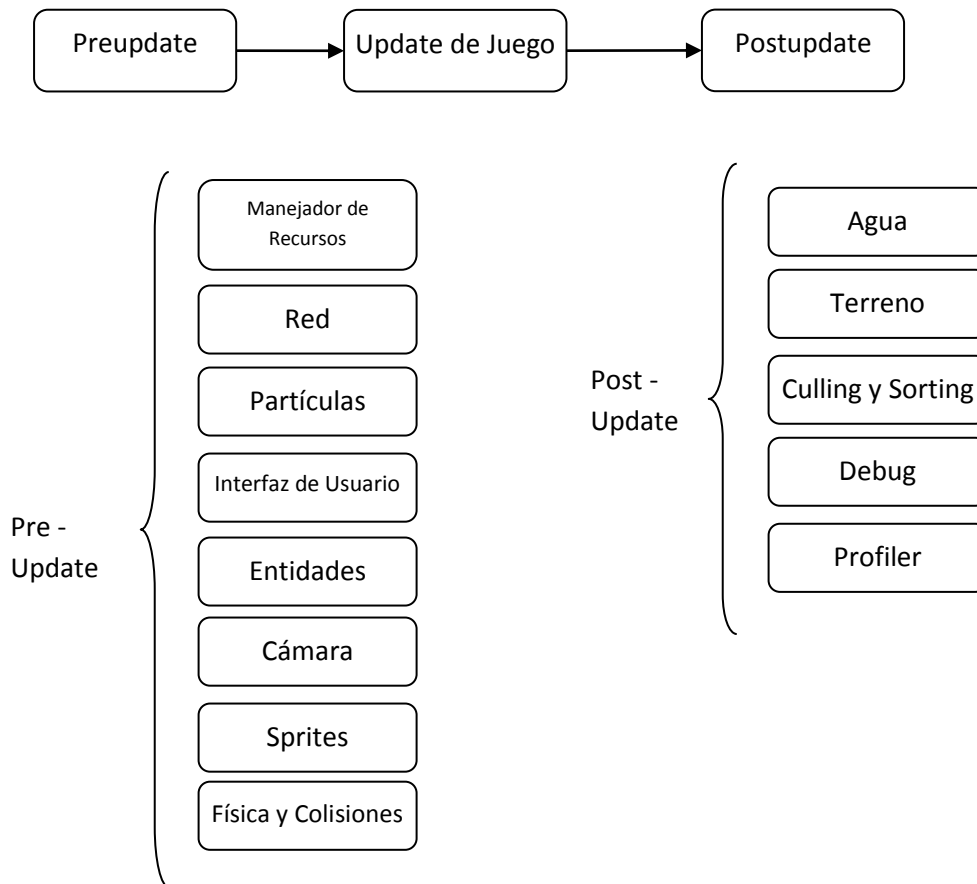 Preupdate
Update de Juego
Postupdate
Pre -
Update
Manejador de
Recursos
Red
Partículas
Interfaz de Usuario
Entidades
Cámara
Sprites
Física y Colisiones
Post -
Update
Agua
Terreno
Culling y Sorting
Debug
Profiler